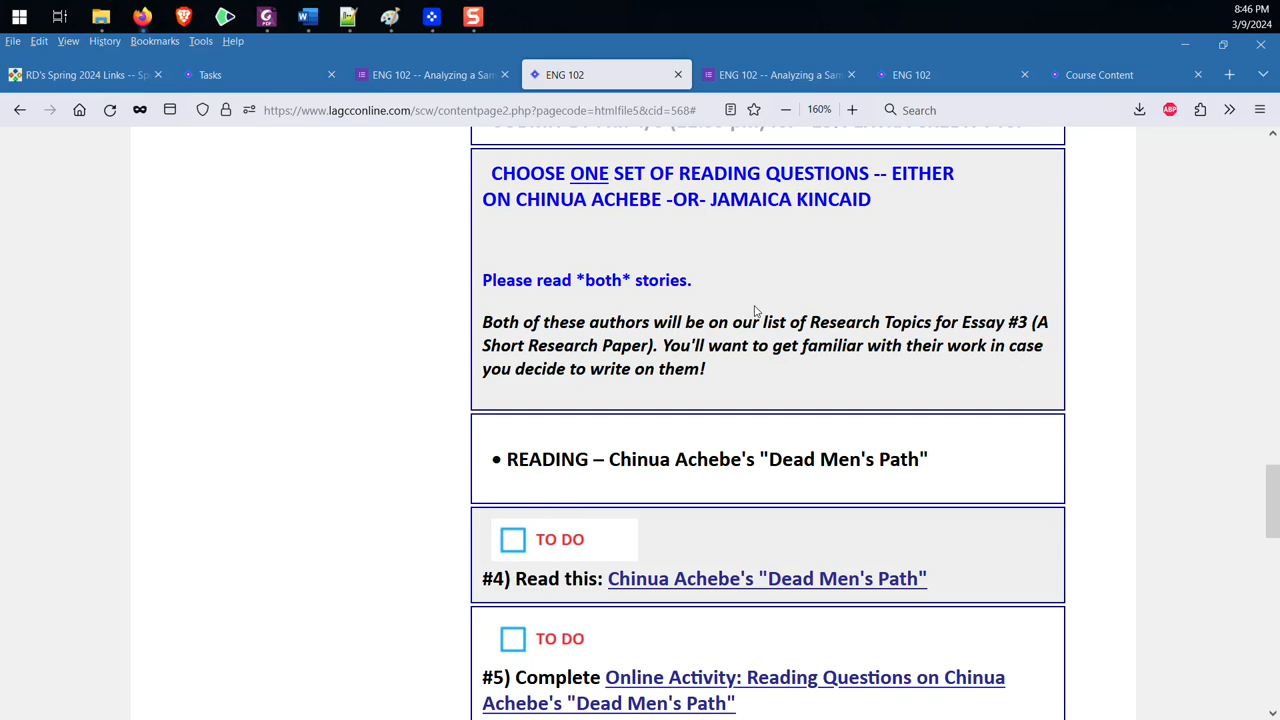 8:46 PM
3/9/2024
File Edit View History Bookmarks Tools Help
RD's Spring 2024 Links -- Sp
Tasks
ENG 102 -- Analyzing a Sam
ENG 102
ENG 102 -- Analyzing a Sam
ENG 102
Course Content
https://www.lagcconline.com/scw/contentpage2.php?pagecode=htmlfile5&cid=568#
160%
Search
CHOOSE ONE SET OF READING QUESTIONS -- EITHER
ON CHINUA ACHEBE -OR- JAMAICA KINCAID
Please read *both* stories.
Both of these authors will be on our list of Research Topics for Essay #3 (A
Short Research Paper). You'll want to get familiar with their work in case
you decide to write on them!
• READING – Chinua Achebe's "Dead Men's Path"
TO DO
#4) Read this: Chinua Achebe's "Dead Men's Path"
TO DO
#5) Complete Online Activity: Reading Questions on Chinua
Achebe's "Dead Men's Path"